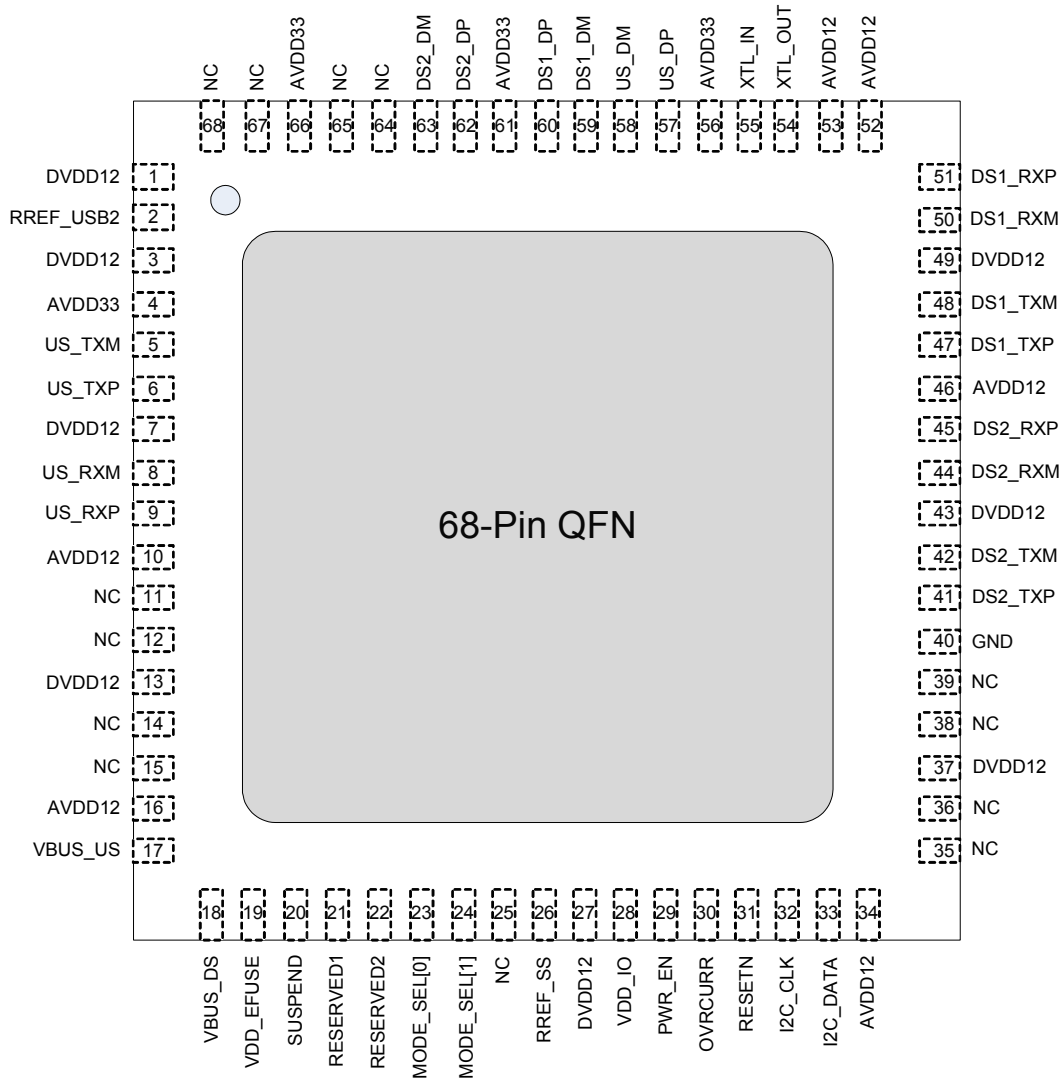 NC
NC
AVDD33
NC
NC
DS2_DM
DS2_DP
AVDD33
DS1_DP
DS1_DM
US_DM
US_DP
AVDD33
XTL_IN
XTL_OUT
AVDD12
AVDD12
68 67 66 65 64 63 62 61 60 59 58 57 56 55 54 53 52
DVDD12 1
RREF_USB2 2
DVDD12 3
AVDD33 4
US_TXM 5
US_TXP 6
DVDD12 7
US_RXM 8
US_RXP 9
AVDD12 10
NC 11
NC 12
DVDD12 13
NC 14
NC 15
AVDD12 16
VBUS_US 17
68-Pin QFN
51 DS1_RXP
50 DS1_RXM
49 DVDD12
48 DS1_TXM
47 DS1_TXP
46 AVDD12
45 DS2_RXP
44 DS2_RXM
43 DVDD12
42 DS2_TXM
41 DS2_TXP
40 GND
39 NC
38 NC
37 DVDD12
36 NC
35 NC
18 19 20 21 22 23 24 25 26 27 28 29 30 31 32 33 34
VBUS_DS
VDD_EFUSE
SUSPEND
RESERVED1
RESERVED2
MODE_SEL[0]
MODE_SEL[1]
NC
RREF_SS
DVDD12
VDD_IO
PWR_EN
OVRCURR
RESETN
I2C_CLK
I2C_DATA
AVDD12